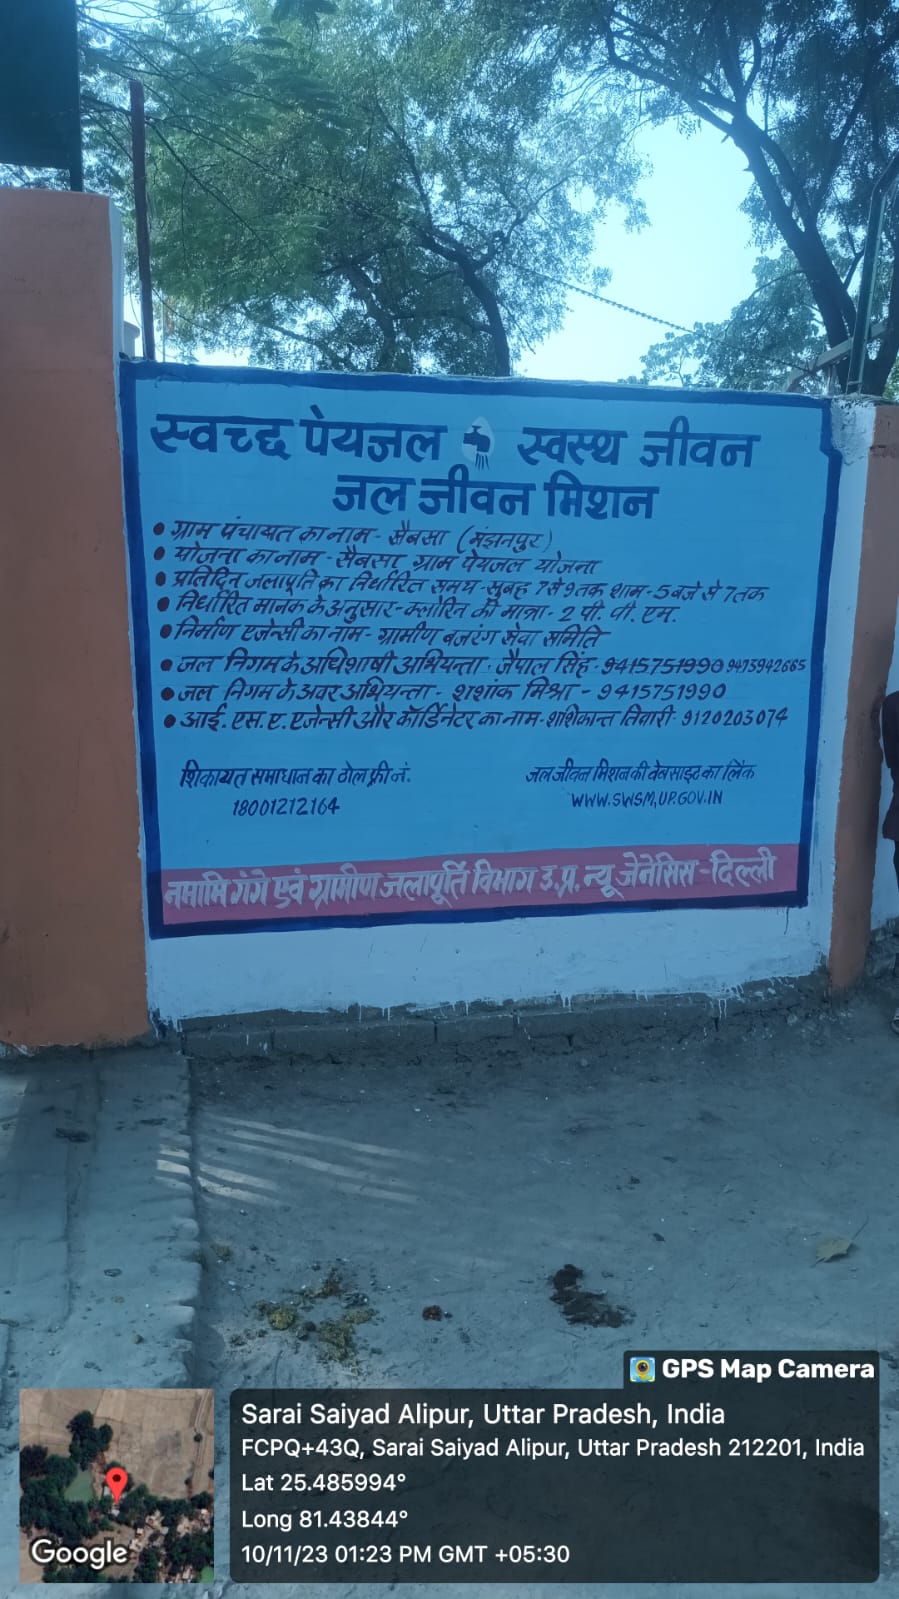 स्वच्छ पेयजल स्वस्थ जीवन
जल जीवन मिशन
• ग्राम पंचायत का नाम - सैबसा (मंझनपुर)
• योजना का नाम - सैबसा ग्राम पेयजल योजना
• प्रतिदिन जलापूर्ति का निर्धारित समय - सुबह 7 से 9 तक शाम - 5 बजे से 7 तक
• निर्धारित मानक के अनुसार - क्लोरिन की मात्रा - 2 पी. पी. एम.
• निर्माण एजेन्सी का नाम - ग्रामीण बजरंग सेवा समिति
• जल निगम के अधिशाषी अभियन्ता : जैपाल सिंह - 9415751990 9473942665
• जल निगम के अवर अभियन्ता - शशांक मिश्रा - 9415751990
• आई. एस. ए. एजेन्सी और कॉर्डिनेटर का नाम - शशिकान्त तिवारी : 9120203074
शिकायत समाधान का टोल फ्री नं.
18001212164
जल जीवन मिशन की वेबसाइट का लिंक
WWW.SWSM,UP.GOV.IN
नमामि गंगे एवं ग्रामीण जलापूर्ति विभाग उ.प्र. न्यू जेनेसिस - दिल्ली
GPS Map Camera
Sarai Saiyad Alipur, Uttar Pradesh, India
FCPQ+43Q, Sarai Saiyad Alipur, Uttar Pradesh 212201, India
Lat 25.485994°
Long 81.43844°
10/11/23 01:23 PM GMT +05:30
Google